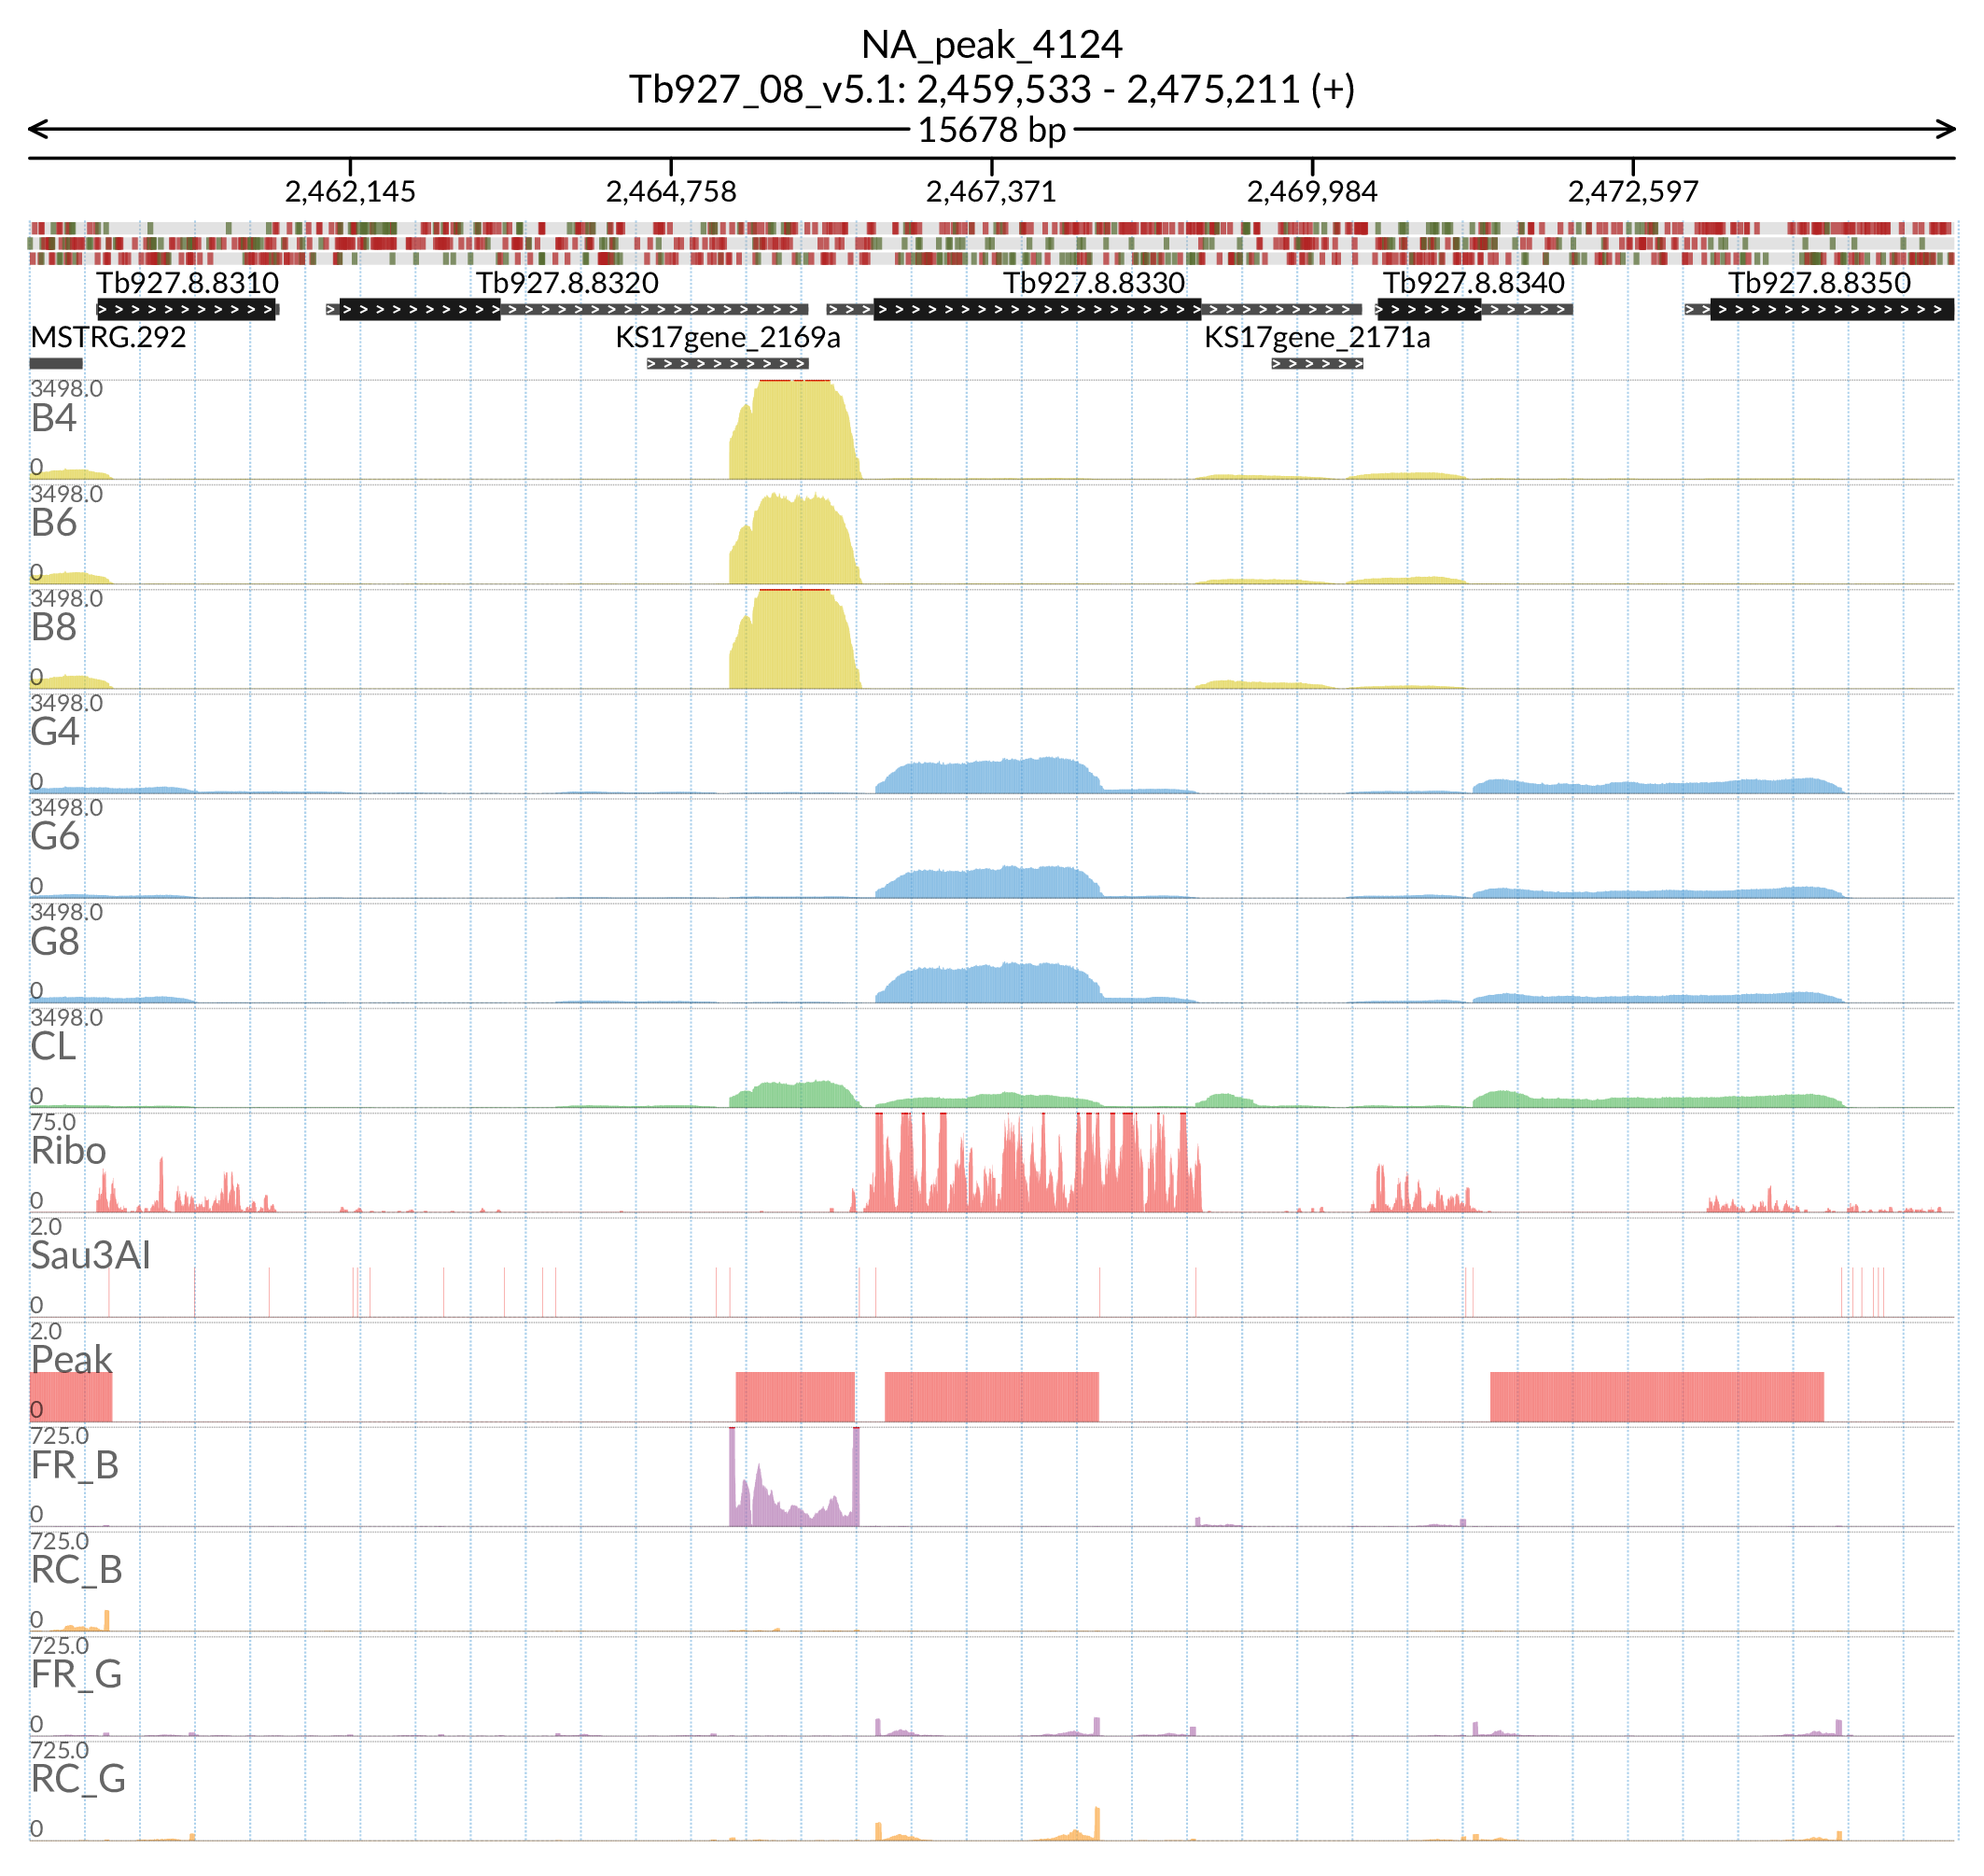 NA_peak_4124
Tb927_08_v5.1: 2,459,533 - 2,475,211 (+)
15678 bp
2,462,145 2,464,758 2,467,371 2,469,984 2,472,597
Tb927.8.8310 Tb927.8.8320 Tb927.8.8330 Tb927.8.8340 Tb927.8.8350
MSTRG.292 KS17gene_2169a KS17gene_2171a
3498.0
B4
0
3498.0
B6
0
3498.0
B8
0
3498.0
G4
0
3498.0
G6
0
3498.0
G8
0
3498.0
CL
0
75.0
Ribo
0
2.0
Sau3AI
0
2.0
Peak
0
725.0
FR_B
0
725.0
RC_B
0
725.0
FR_G
0
725.0
RC_G
0